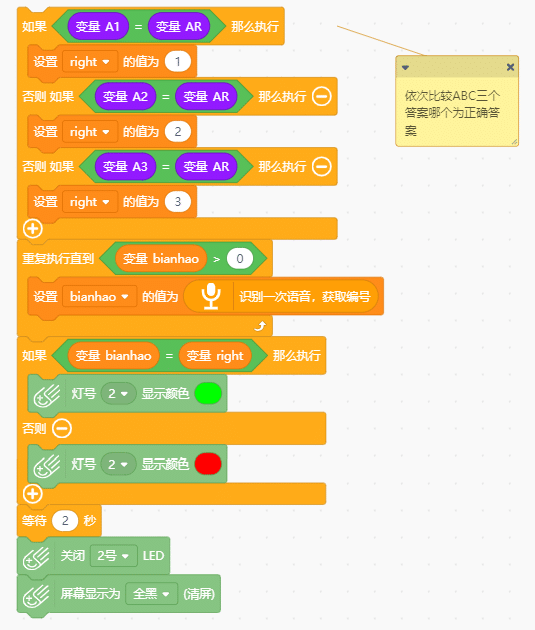 如果 变量 A1 = 变量 AR 那么执行
设置 right 的值为 1
否则 如果 变量 A2 = 变量 AR 那么执行
设置 right 的值为 2
否则 如果 变量 A3 = 变量 AR 那么执行
设置 right 的值为 3
重复执行直到 变量 bianhao > 0
设置 bianhao 的值为 识别一次语音，获取编号
如果 变量 bianhao = 变量 right 那么执行
灯号 2 显示颜色
否则
灯号 2 显示颜色
等待 2 秒
关闭 2号 LED
屏幕显示为 全黑 (清屏)
依次比较ABC三个
答案哪个为正确答
案